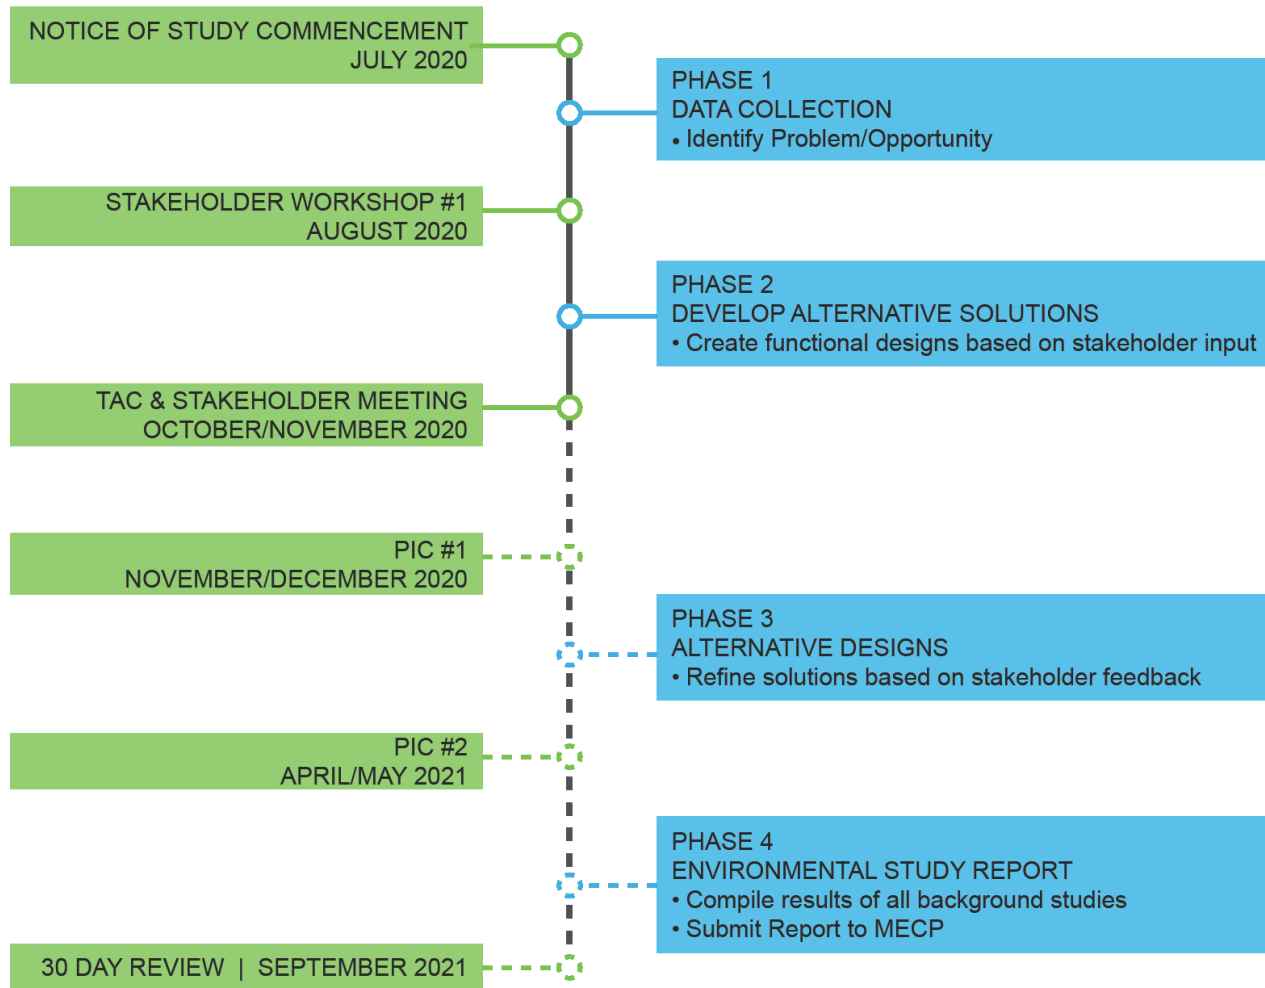 NOTICE OF STUDY COMMENCEMENT
JULY 2020
PHASE 1
DATA COLLECTION
• Identify Problem/Opportunity
STAKEHOLDER WORKSHOP #1
AUGUST 2020
PHASE 2
DEVELOP ALTERNATIVE SOLUTIONS
• Create functional designs based on stakeholder input
TAC & STAKEHOLDER MEETING
OCTOBER/NOVEMBER 2020
PIC #1
NOVEMBER/DECEMBER 2020
PHASE 3
ALTERNATIVE DESIGNS
• Refine solutions based on stakeholder feedback
PIC #2
APRIL/MAY 2021
PHASE 4
ENVIRONMENTAL STUDY REPORT
• Compile results of all background studies
• Submit Report to MECP
30 DAY REVIEW | SEPTEMBER 2021